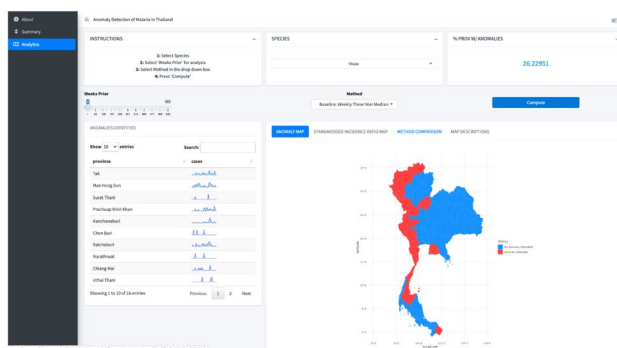 About
Anomaly Detection of Malaria in Thailand
Summary
Analytics
INSTRUCTIONS
1: Select Species
2: Select 'Weeks Prior' for analysis
3: Select Method in the drop down box
4: Press 'Compute'
SPECIES
% PROV W/ ANOMALIES
26.22951
Weeks Prior
Method
Baseline: Weekly Three Year Median
Compute
ANOMALIES IDENTIFIED
Show 10 entries
Search:
province
cases
Tak
Mae Hong Son
Surat Thani
Prachuap Khiri Khan
Kanchanaburi
Chon Buri
Ratchaburi
Narathiwat
Chiang Mai
Uthai Thani
Showing 1 to 10 of 16 entries
Previous
1
2
Next
ANOMALY MAP
STANDARDISED INCIDENCE RATIO MAP
METHOD COMPARISON
MAP DESCRIPTIONS